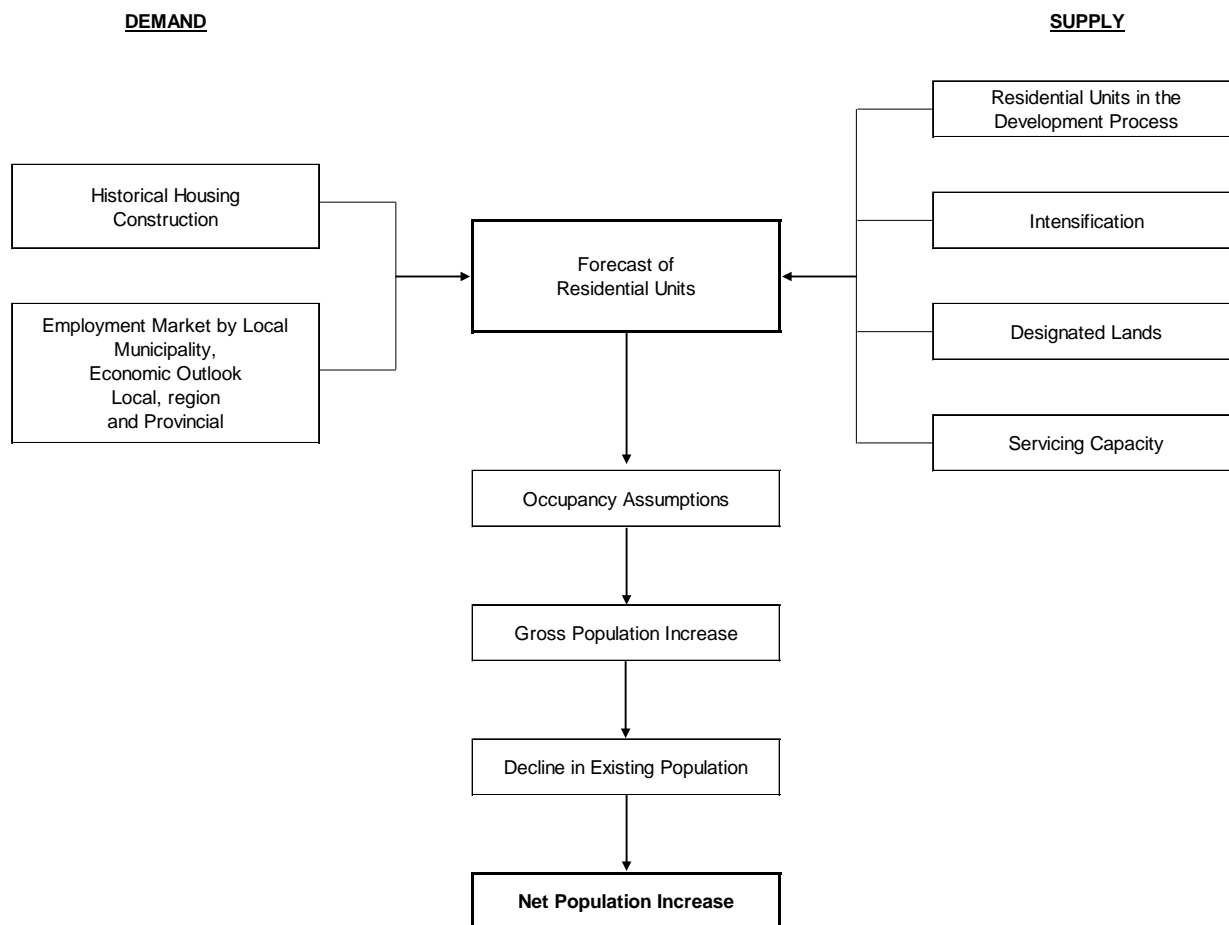 DEMAND
SUPPLY
Residential Units in the
Development Process
Historical Housing
Construction
Intensification
Forecast of
Residential Units
Employment Market by Local
Municipality,
Economic Outlook
Local, region
and Provincial
Designated Lands
Servicing Capacity
Occupancy Assumptions
Gross Population Increase
Decline in Existing Population
Net Population Increase